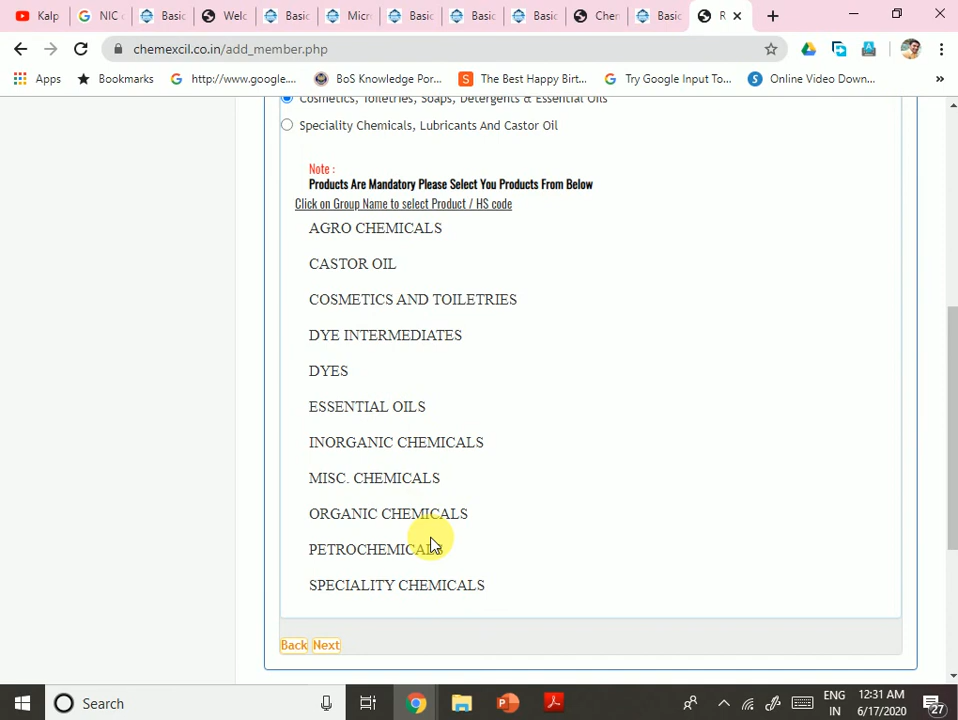 Kalp
NIC c
Basic
Welc
Basic
Micr
Basic
Basic
Basic
Cher
Basic
R
chemexcil.co.in/add_member.php
Apps
Bookmarks
http://www.google....
BoS Knowledge Por...
The Best Happy Birt...
Try Google Input To...
Online Video Down...
Cosmetics, Toiletries, Soaps, Detergents & Essential Oils
Speciality Chemicals, Lubricants And Castor Oil
Note :
Products Are Mandatory Please Select You Products From Below
Click on Group Name to select Product / HS code
AGRO CHEMICALS
CASTOR OIL
COSMETICS AND TOILETRIES
DYE INTERMEDIATES
DYES
ESSENTIAL OILS
INORGANIC CHEMICALS
MISC. CHEMICALS
ORGANIC CHEMICALS
PETROCHEMICALS
SPECIALITY CHEMICALS
Back Next
Search
ENG
IN
12:31 AM
6/17/2020
27